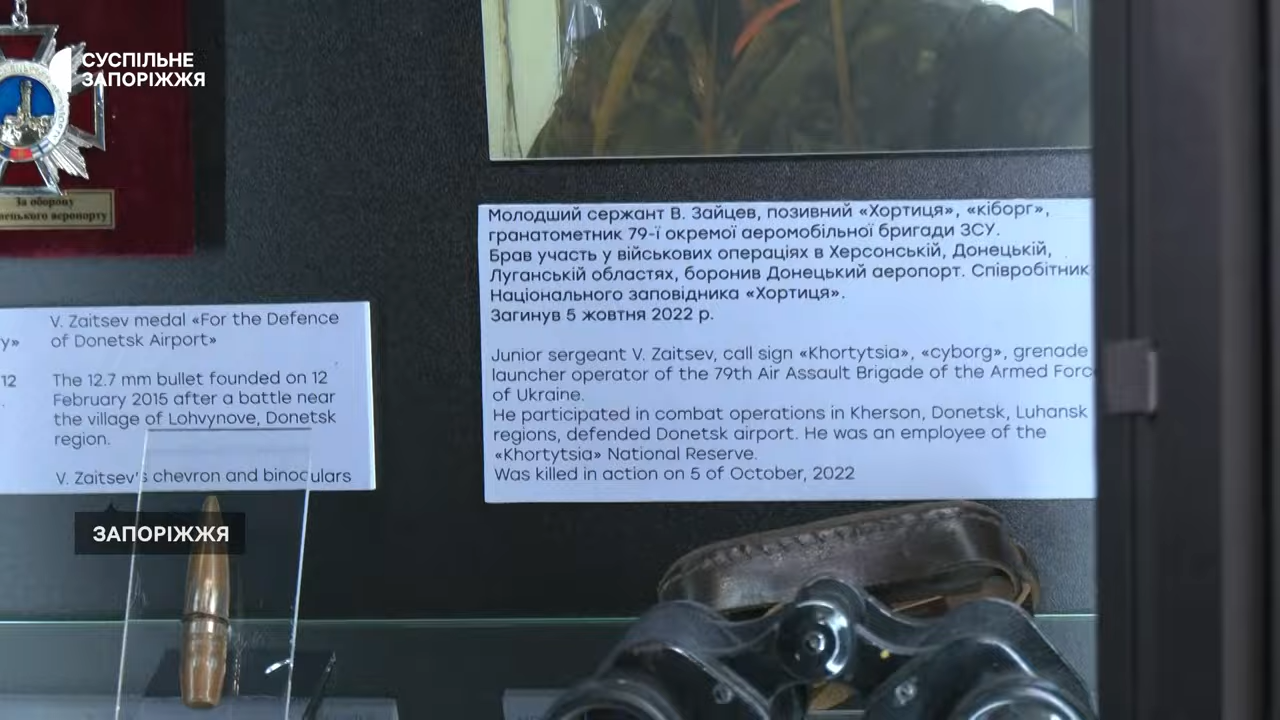 СУСПІЛЬНЕ
ЗАПОРІЖЖЯ
За оборону
аеропорту
у»
12
V. Zaitsev medal «For the Defence
of Donetsk Airport»
The 12.7 mm bullet founded on 12
February 2015 after a battle near
the village of Lohvynove, Donetsk
region.
V. Zaitsev's chevron and binoculars
Молодший сержант В. Зайцев, позивний «Хортиця», «кіборг»,
гранатометник 79-ї окремої аеромобільної бригади ЗСУ.
Брав участь у військових операціях в Херсонській, Донецькій,
Луганській областях, боронив Донецький аеропорт. Співробітник
Національного заповідника «Хортиця».
Загинув 5 жовтня 2022 р.
Junior sergeant V. Zaitsev, call sign «Khortytsia», «cyborg», grenade
launcher operator of the 79th Air Assault Brigade of the Armed Forc
of Ukraine.
He participated in combat operations in Kherson, Donetsk, Luhansk
regions, defended Donetsk airport. He was an employee of the
«Khortytsia» National Reserve.
Was killed in action on 5 of October, 2022
ЗАПОРІЖЖЯ